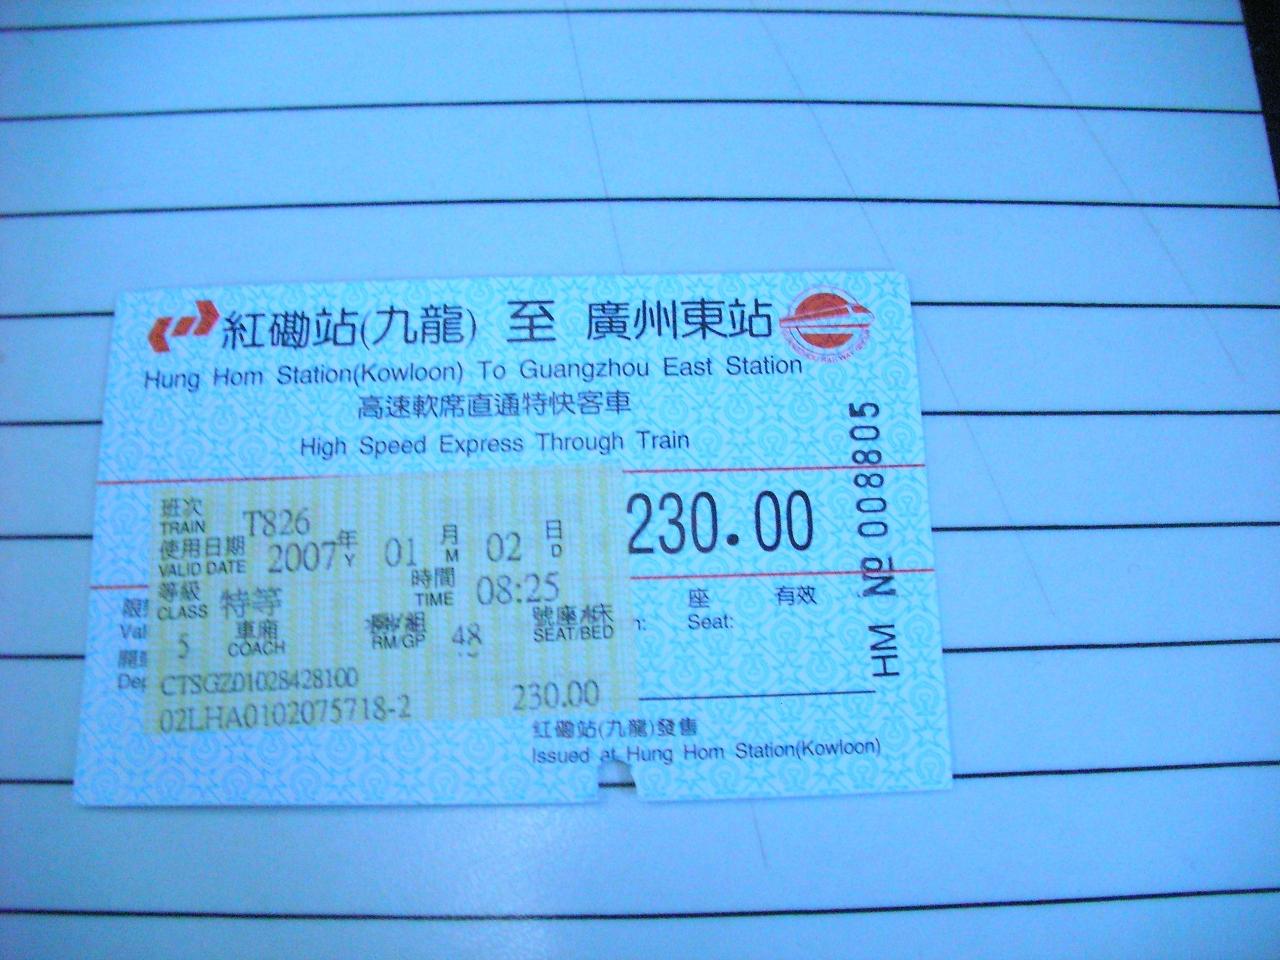 紅磡站(九龍) 至 廣州東站
Hung Hom Station(Kowloon) To Guangzhou East Station
高速軟席直通特快客車
High Speed Express Through Train
230.00
HM Nº 008805
班次
TRAIN T826
使用日期 2007年 01 月 02 日
VALID DATE Y M D
等級 特等 時間 08:25
CLASS TIME
5 車廂 48 號座/床
COACH RM/GP SEAT/BED
CTSGZ01028428100
02LHA0102075718-2 230.00
座 有效
Seat:
紅磡站(九龍)發售
Issued at Hung Hom Station(Kowloon)